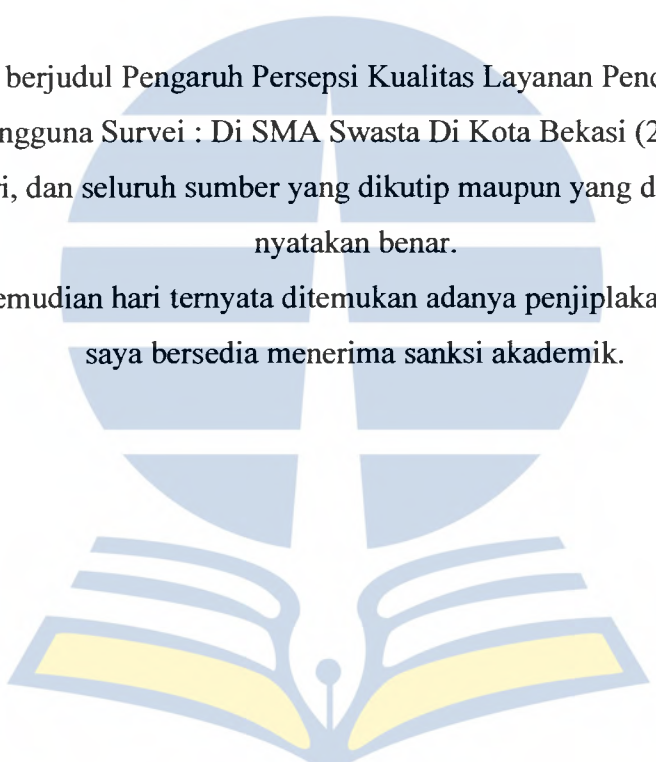 berjudul Pengaruh Persepsi Kualitas Layanan Pend
ngguna Survei : Di SMA Swasta Di Kota Bekasi (2
i, dan seluruh sumber yang dikutip maupun yang d
nyatakan benar.
emudian hari ternyata ditemukan adanya penjiplaka
saya bersedia menerima sanksi akademik.